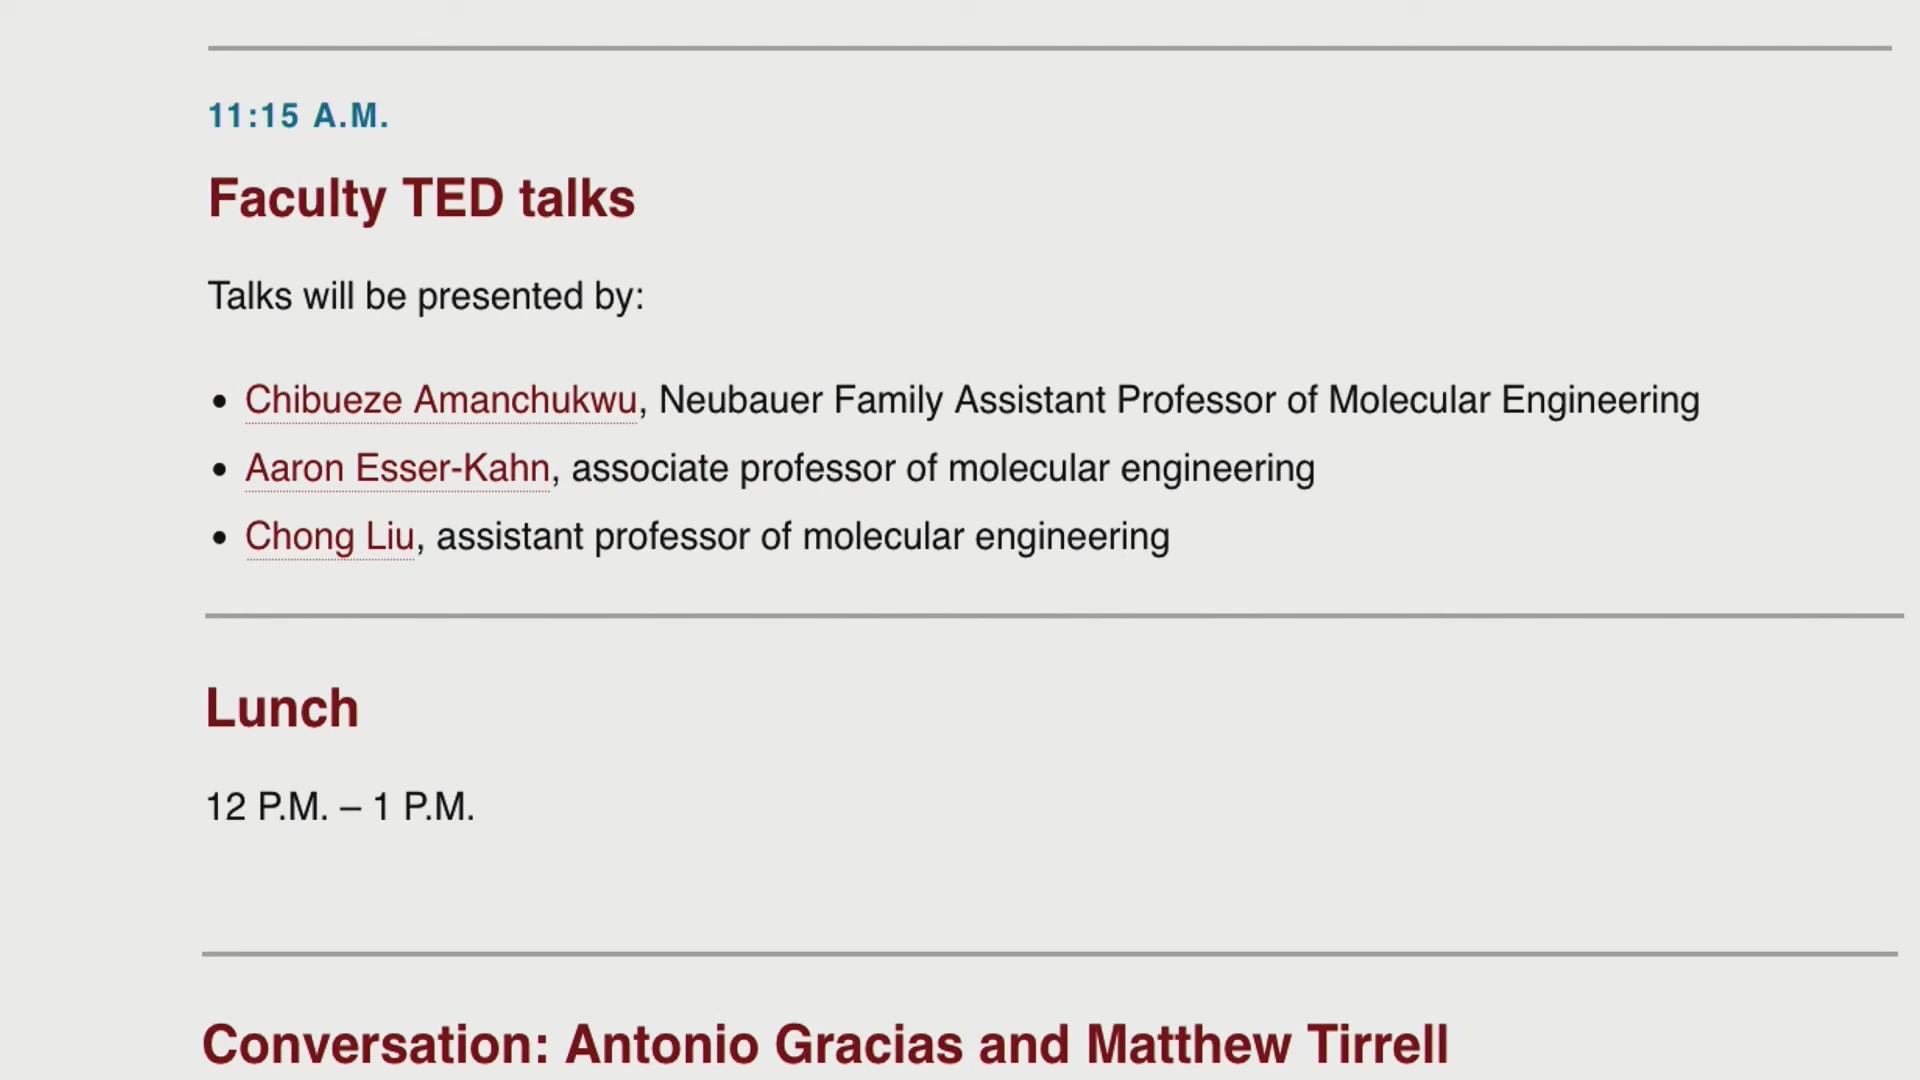 11:15 A.M.
Faculty TED talks
Talks will be presented by:
• Chibueze Amanchukwu, Neubauer Family Assistant Professor of Molecular Engineering
• Aaron Esser-Kahn, associate professor of molecular engineering
• Chong Liu, assistant professor of molecular engineering
Lunch
12 P.M. – 1 P.M.
Conversation: Antonio Gracias and Matthew Tirrell